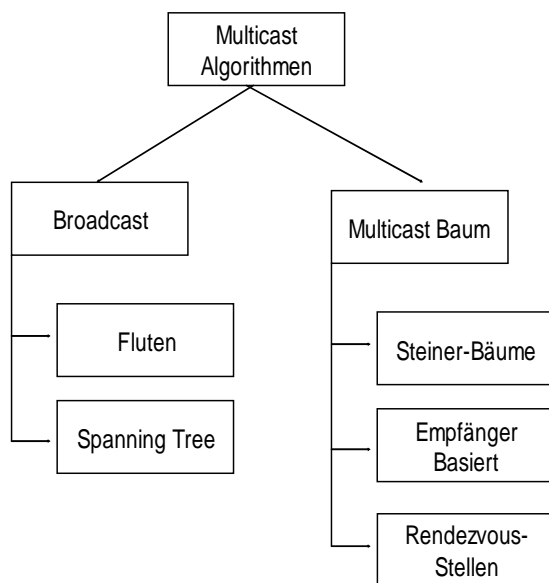 Multicast
Algorithmen
Broadcast
Fluten
Spanning Tree
Multicast Baum
Steiner-Bäume
Empfänger
Basiert
Rendezvous-
Stellen